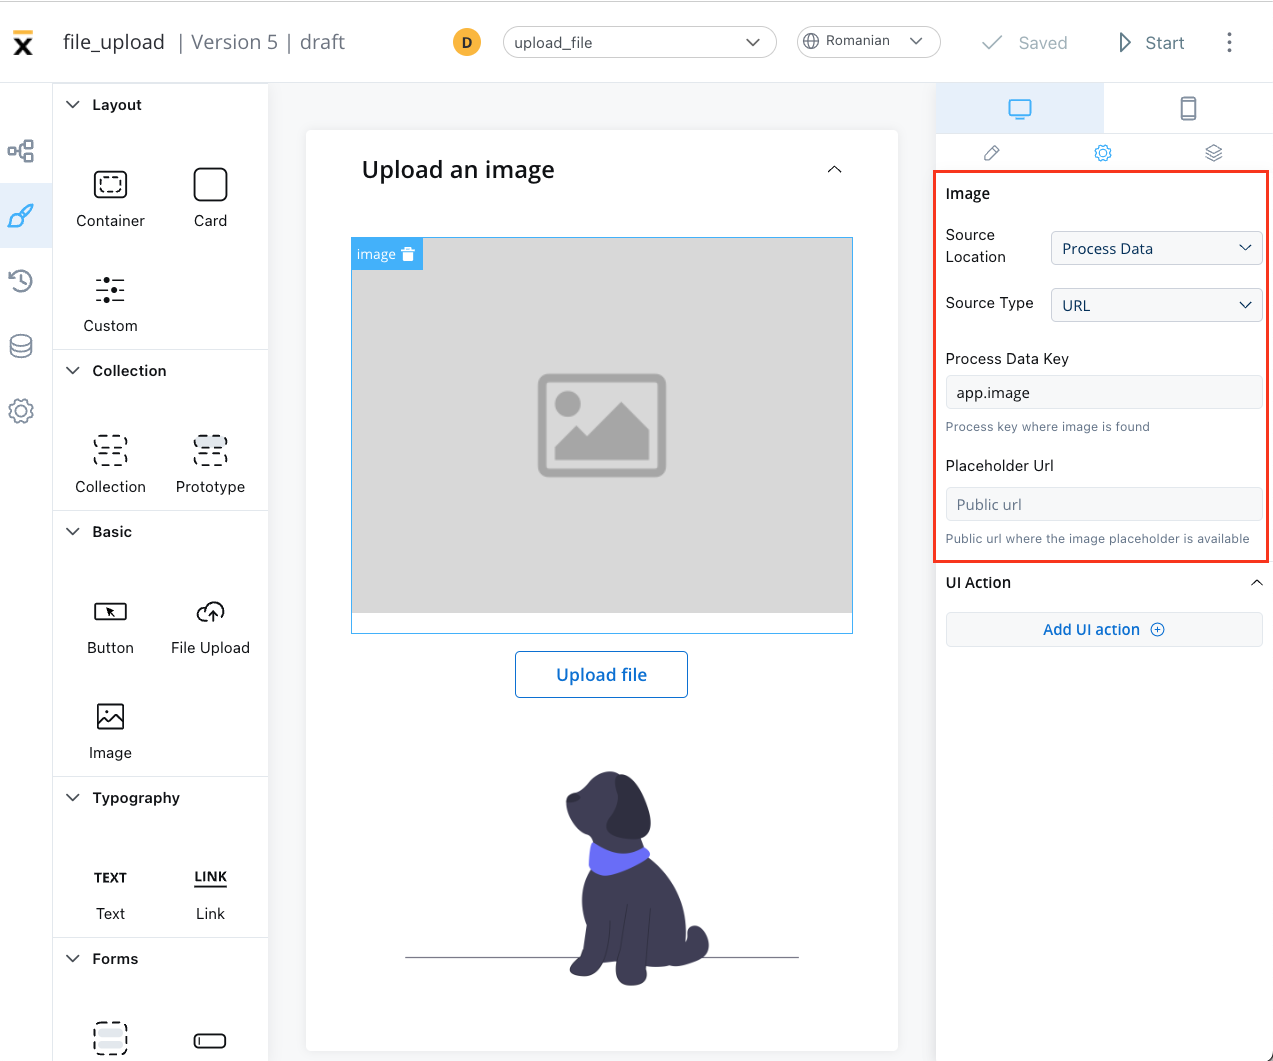 file_upload | Version 5 | draft
D
upload_file
Romanian
Saved
Start
Layout
Container
Card
Custom
Collection
Collection
Prototype
Basic
Button
File Upload
Image
Typography
TEXT
LINK
Text
Link
Forms
Upload an image
image
Upload file
Image
Source
Location
Process Data
Source Type
URL
Process Data Key
app.image
Process key where image is found
Placeholder Url
Public url
Public url where the image placeholder is available
UI Action
Add UI action